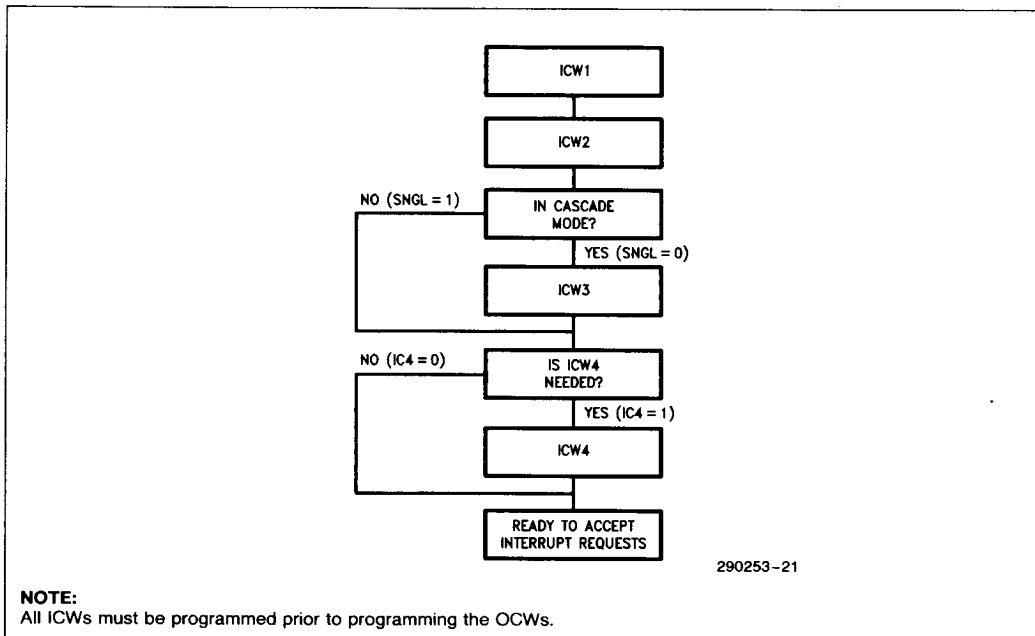 ICW1
ICW2
NO (SNGL = 1)
IN CASCADE
MODE?
YES (SNGL = 0)
ICW3
NO (IC4 = 0)
IS ICW4
NEEDED?
YES (IC4 = 1)
ICW4
READY TO ACCEPT
INTERRUPT REQUESTS
290253-21
NOTE:
All ICWs must be programmed prior to programming the OCWs.